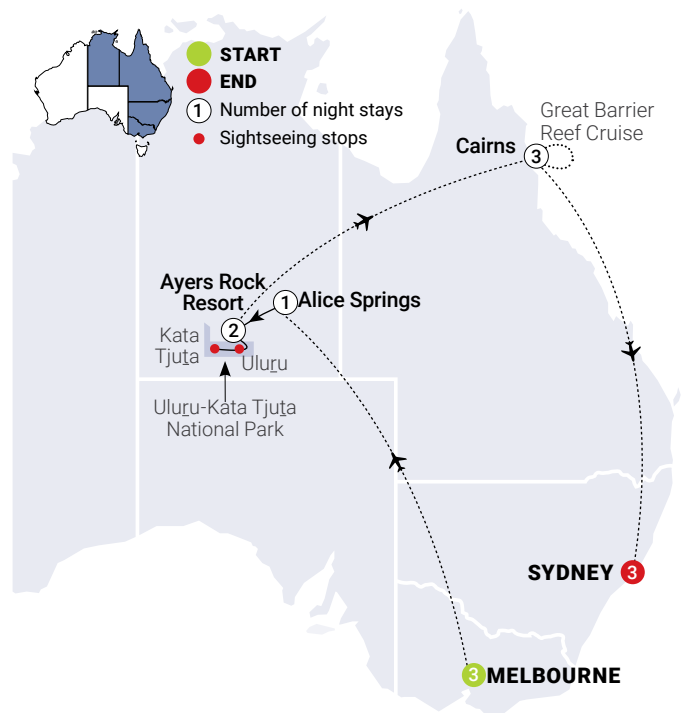 START
END
1 Number of night stays
Sightseeing stops
Great Barrier
Reef Cruise
Cairns 3
Ayers Rock
Resort
2
1 Alice Springs
Kata
Tjuṯa
Uluṟu
Uluṟu-Kata Tjuṯa
National Park
SYDNEY 3
3 MELBOURNE